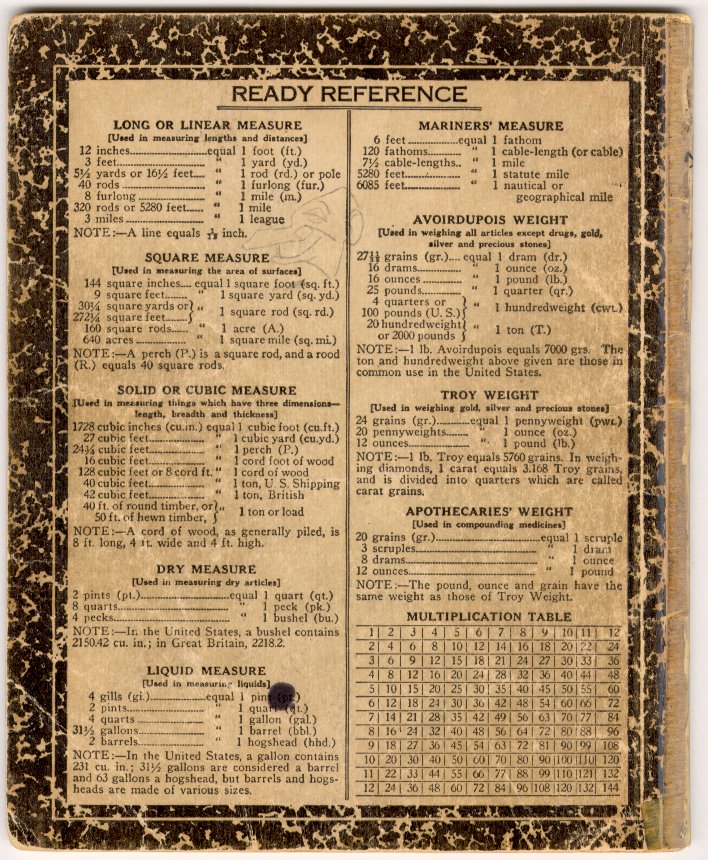 READY REFERENCE
LONG OR LINEAR MEASURE
[Used in measuring lengths and distances]
12 inches........................equal 1 foot (ft.)
3 feet........................ " 1 yard (yd.)
5½ yards or 16½ feet.... " 1 rod (rd.) or pole
40 rods ........................ " 1 furlong (fur.)
8 furlong ........................ " 1 mile (m.)
320 rods or 5280 feet...... " 1 mile
3 miles ........................ " 1 league
NOTE:—A line equals 1/12 inch.
SQUARE MEASURE
[Used in measuring the area of surfaces]
144 square inches.... equal 1 square foot (sq. ft.)
9 square feet........ " 1 square yard (sq. yd.)
30¼ square yards or } " 1 square rod (sq. rd.)
272¼ square feet......}
160 square rods...... " 1 acre (A.)
640 acres ................ " 1 square mile (sq. mi.)
NOTE:—A perch (P.) is a square rod, and a rood
(R.) equals 40 square rods.
SOLID OR CUBIC MEASURE
[Used in measuring things which have three dimensions—
length, breadth and thickness]
1728 cubic inches (cu.in.) equal 1 cubic foot (cu.ft.)
27 cubic feet................ " 1 cubic yard (cu.yd.)
24¾ cubic feet................ " 1 perch (P.)
16 cubic feet................ " 1 cord foot of wood
128 cubic feet or 8 cord ft. " 1 cord of wood
40 cubic feet................ " 1 ton, U. S. Shipping
42 cubic feet................ " 1 ton, British
40 ft. of round timber, or } " 1 ton or load
50 ft. of hewn timber, }
NOTE:—A cord of wood, as generally piled, is
8 ft. long, 4 ft. wide and 4 ft. high.
DRY MEASURE
[Used in measuring dry articles]
2 pints (pt.)........................equal 1 quart (qt.)
8 quarts........................ " 1 peck (pk.)
4 pecks........................ " 1 bushel (bu.)
NOTE:—In the United States, a bushel contains
2150.42 cu. in.; in Great Britain, 2218.2.
LIQUID MEASURE
[Used in measuring liquids]
4 gills (gi.)....................equal 1 pint (pt.)
2 pints........................ " 1 quart (qt.)
4 quarts ........................ " 1 gallon (gal.)
31½ gallons.................... " 1 barrel (bbl.)
2 barrels........................ " 1 hogshead (hhd.)
NOTE:—In the United States, a gallon contains
231 cu. in.; 31½ gallons are considered a barrel
and 63 gallons a hogshead, but barrels and hogs-
heads are made of various sizes.
MARINERS' MEASURE
6 feet ........................equal 1 fathom
120 fathoms............ " 1 cable-length (or cable)
7½ cable-lengths.. " 1 mile
5280 feet................ " 1 statute mile
6085 feet................ " 1 nautical or
geographical mile
AVOIRDUPOIS WEIGHT
[Used in weighing all articles except drugs, gold,
silver and precious stones]
27 11/32 grains (gr.).... equal 1 dram (dr.)
16 drams................ " 1 ounce (oz.)
16 ounces ................ " 1 pound (lb.)
25 pounds................ " 1 quarter (qr.)
4 quarters or } " 1 hundredweight (cwt.)
100 pounds (U. S.) }
20 hundredweight } " 1 ton (T.)
or 2000 pounds }
NOTE:—1 lb. Avoirdupois equals 7000 grs. The
ton and hundredweight above given are those in
common use in the United States.
TROY WEIGHT
[Used in weighing gold, silver and precious stones]
24 grains (gr.)............equal 1 pennyweight (pwt.)
20 pennyweights........ " 1 ounce (oz.)
12 ounces.................... " 1 pound (lb.)
NOTE:—1 lb. Troy equals 5760 grains. In weigh-
ing diamonds, 1 carat equals 3.168 Troy grains,
and is divided into quarters which are called
carat grains.
APOTHECARIES' WEIGHT
[Used in compounding medicines]
20 grains (gr.)........................equal 1 scruple
3 scruples........................ " 1 dram
8 drams........................ " 1 ounce
12 ounces........................ " 1 pound
NOTE:—The pound, ounce and grain have the
same weight as those of Troy Weight.
MULTIPLICATION TABLE
1 2 3 4 5 6 7 8 9 10 11 12
2 4 6 8 10 12 14 16 18 20 22 24
3 6 9 12 15 18 21 24 27 30 33 36
4 8 12 16 20 24 28 32 36 40 44 48
5 10 15 20 25 30 35 40 45 50 55 60
6 12 18 24 30 36 42 48 54 60 66 72
7 14 21 28 35 42 49 56 63 70 77 84
8 16 24 32 40 48 56 64 72 80 88 96
9 18 27 36 45 54 63 72 81 90 99 108
10 20 30 40 50 60 70 80 90 100 110 120
11 22 33 44 55 66 77 88 99 110 121 132
12 24 36 48 60 72 84 96 108 120 132 144